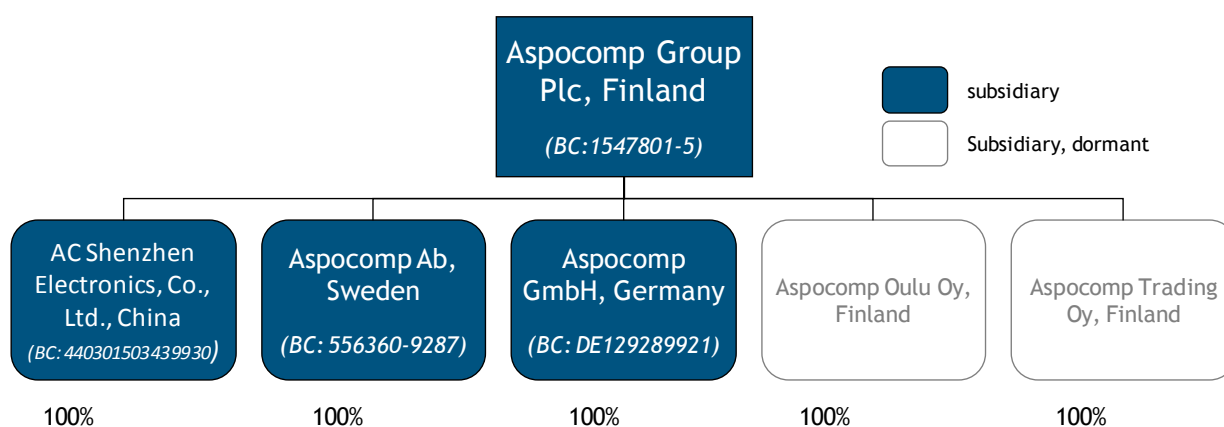 Aspocomp Group
Plc, Finland
(BC:1547801-5)
subsidiary
Subsidiary, dormant
AC Shenzhen
Electronics, Co.,
Ltd., China
(BC: 440301503439930)
Aspocomp Ab,
Sweden
(BC: 556360-9287)
Aspocomp
GmbH, Germany
(BC: DE129289921)
Aspocomp Oulu Oy,
Finland
Aspocomp Trading
Oy, Finland
100%
100%
100%
100%
100%